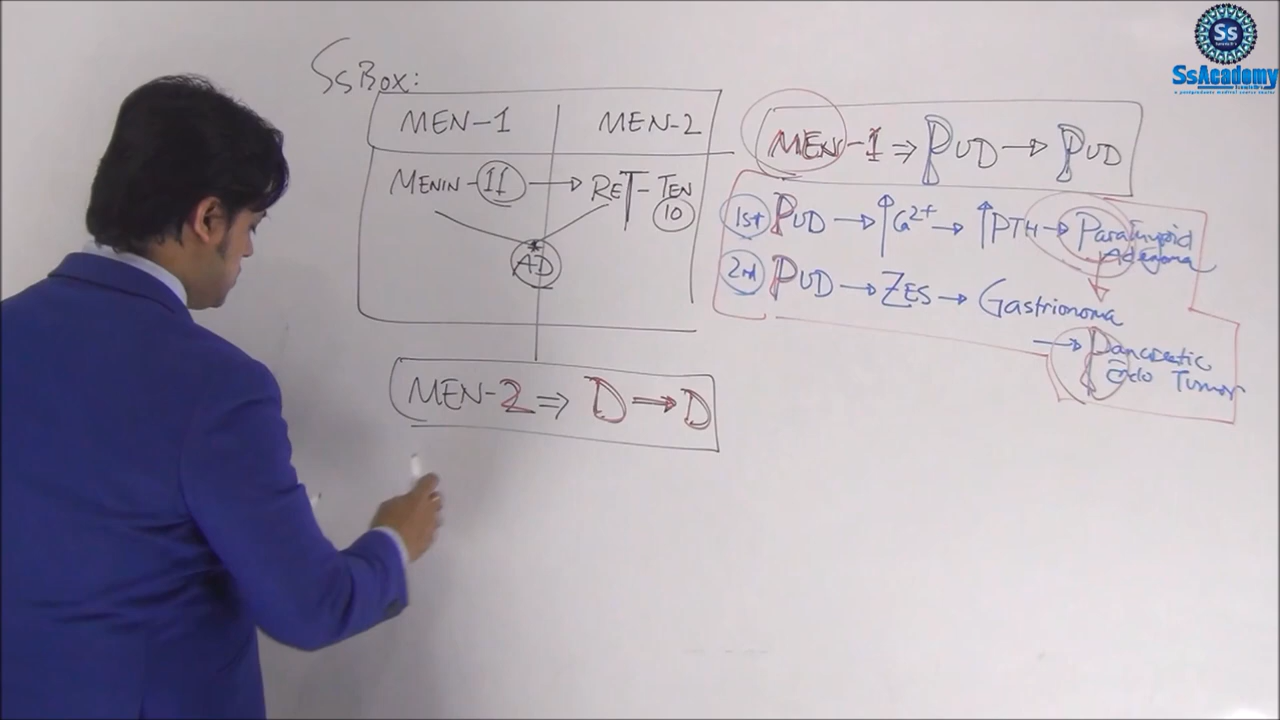 SsBox:
MEN-1 MEN-2
MENIN-11 → RET-TEN
10
AD
MEN-2 ⇒ D → D
MEN-1 ⇒ PUD → PUD
1st PUD → ↑Ca2+ → ↑PTH → Parathyroid
Adenoma
2nd PUD → ZES → Gastrionoma
→ Pancreatic
Endo Tumor
Ss
SsAcademy